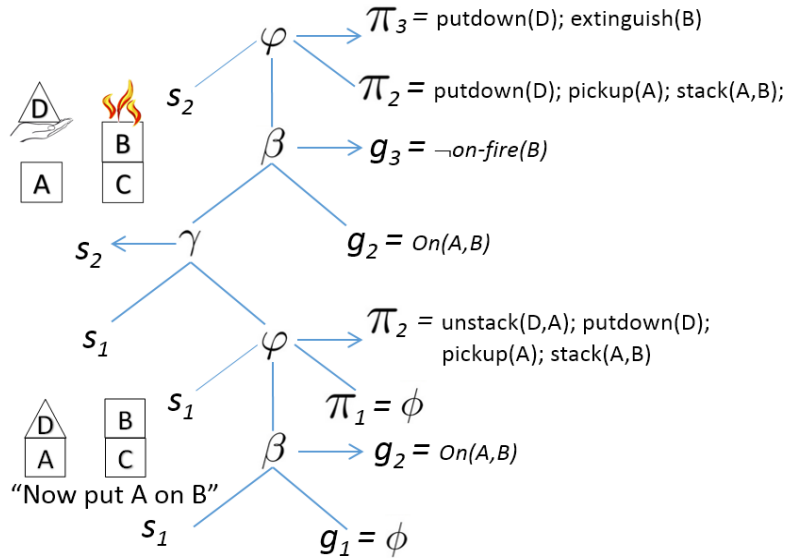 φ π₃ = putdown(D); extinguish(B)
s₂ π₂ = putdown(D); pickup(A); stack(A,B);
D
B
β g₃ = ¬on-fire(B)
A C
s₂ γ g₂ = On(A,B)
s₁ φ π₂ = unstack(D,A); putdown(D);
pickup(A); stack(A,B)
s₁ π₁ = ϕ
D B
A C
β g₂ = On(A,B)
“Now put A on B”
s₁ g₁ = ϕ